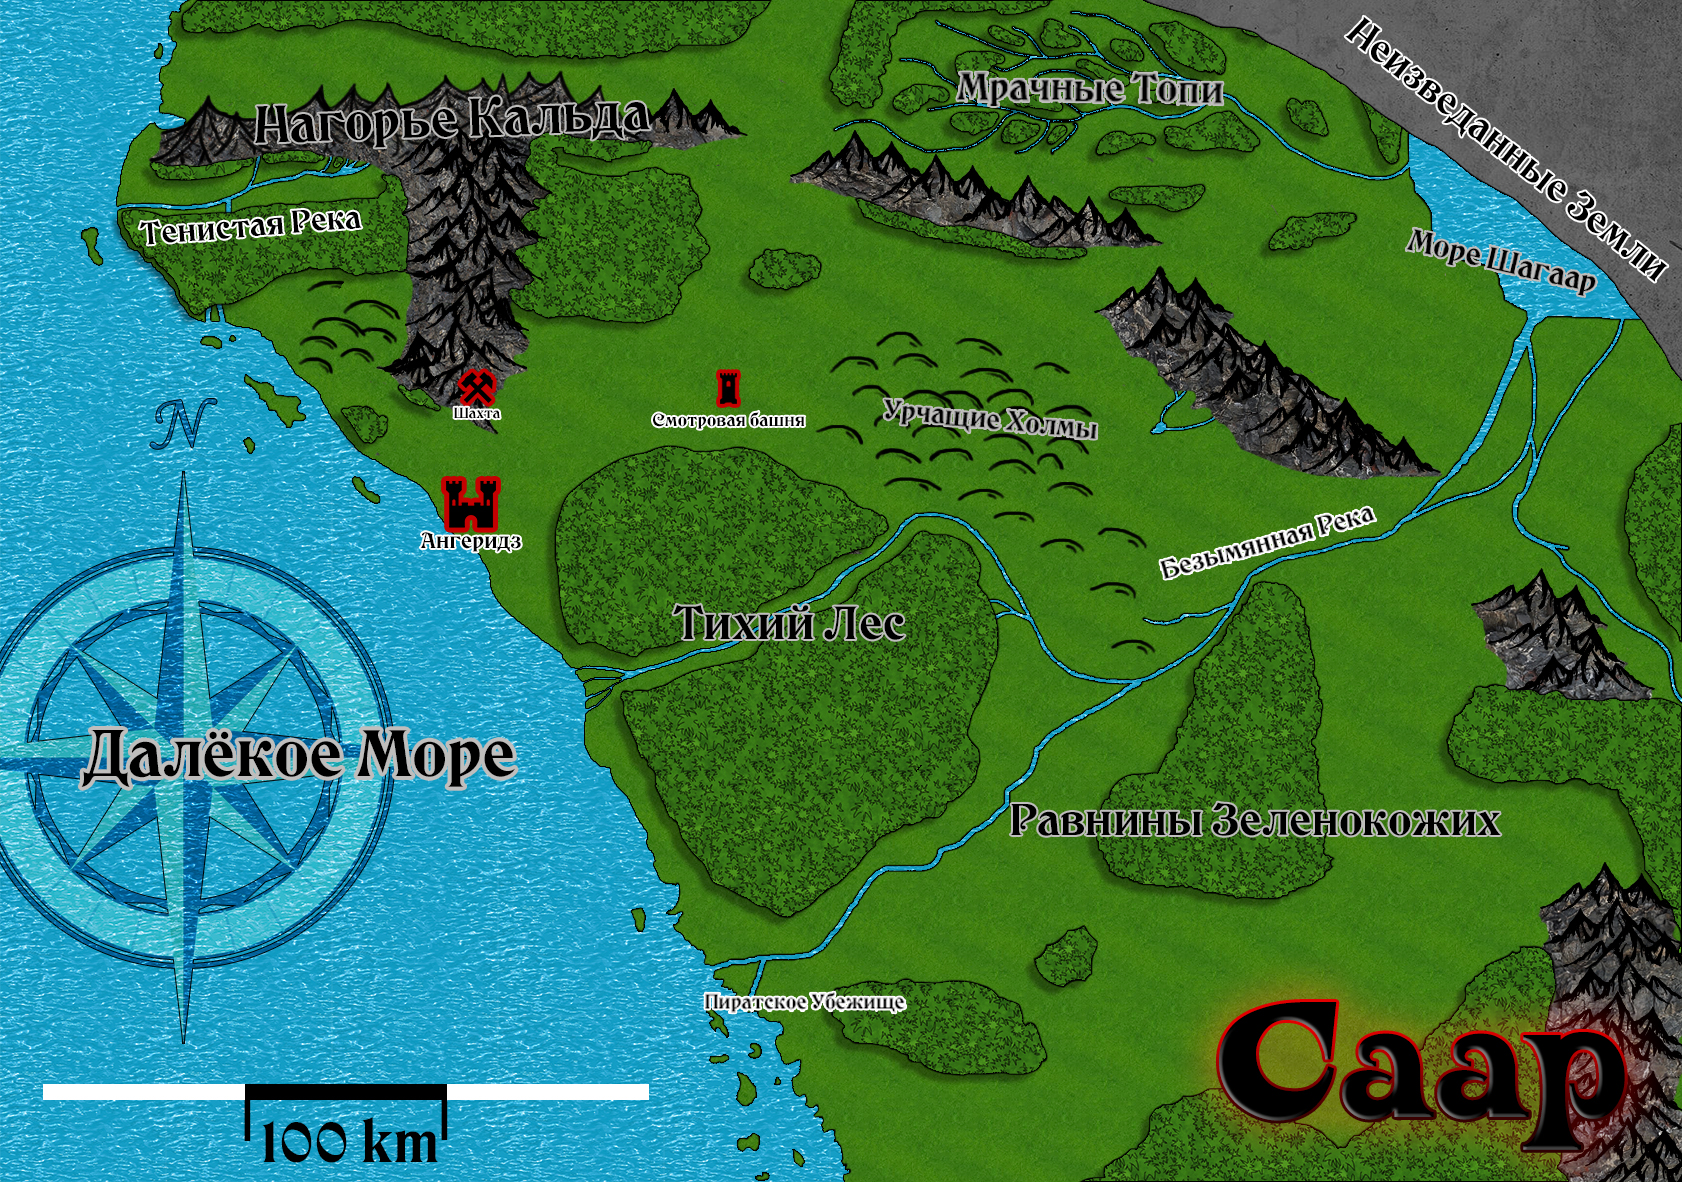 Неизведанные Земли
Мрачные Топи
Нагорье Кальда
Тенистая Река
Море Шагаар
Шахта
Смотровая башня
Урчащие Холмы
N
Ангеридз
Безымянная Река
Тихий Лес
Далёкое Море
Равнины Зеленокожих
Пиратское Убежище
Саар
100 km